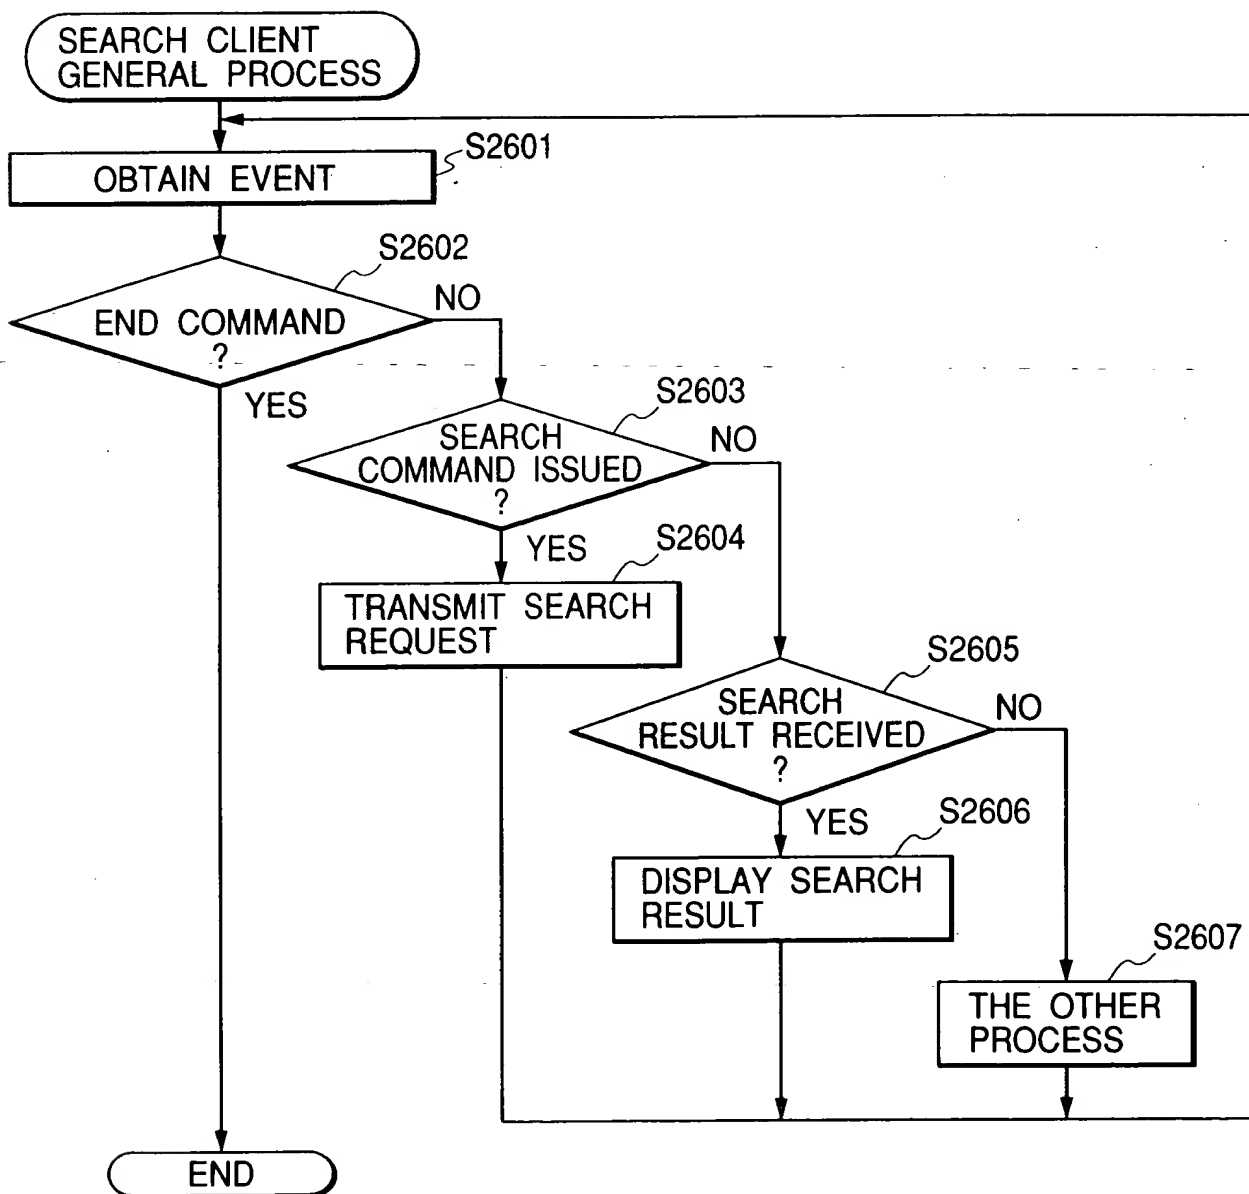 SEARCH CLIENT
GENERAL PROCESS
S2601
OBTAIN EVENT
S2602
END COMMAND
?
NO
YES
S2603
SEARCH
COMMAND ISSUED
?
NO
YES
S2604
TRANSMIT SEARCH
REQUEST
S2605
SEARCH
RESULT RECEIVED
?
NO
YES
S2606
DISPLAY SEARCH
RESULT
S2607
THE OTHER
PROCESS
END